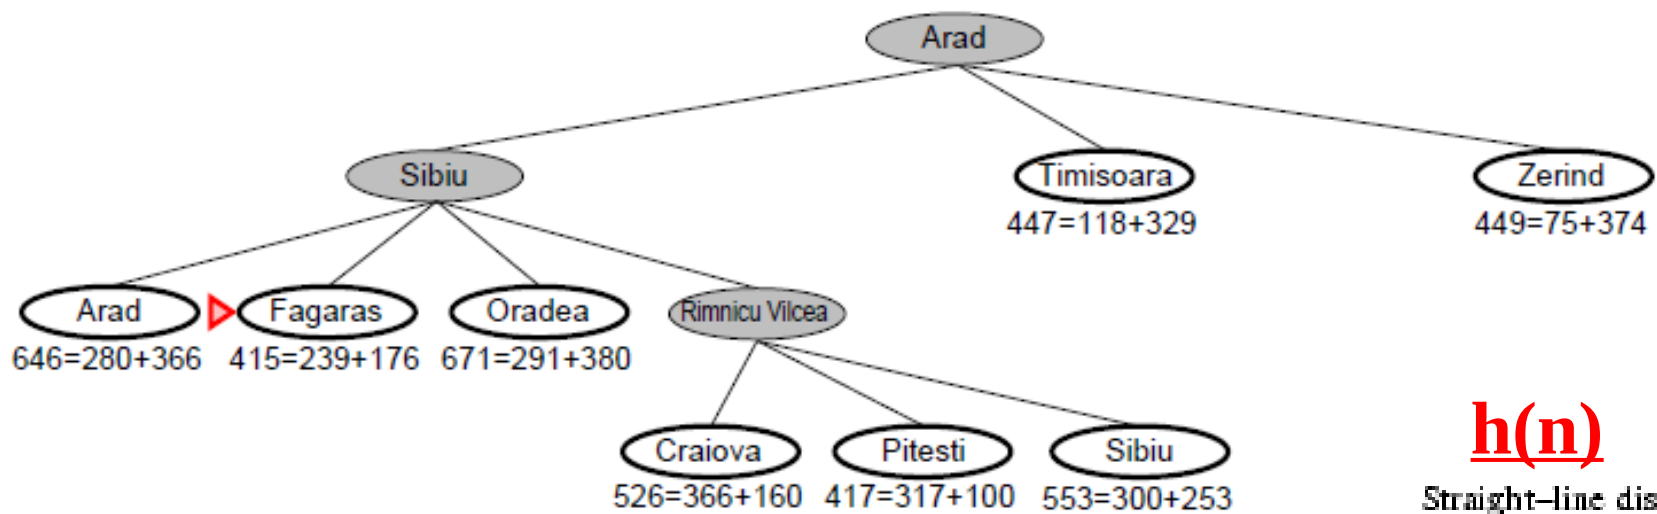 Arad
Sibiu
Timisoara
Zerind
447=118+329
449=75+374
Arad
Fagaras
Oradea
Rimnicu Vilcea
646=280+366
415=239+176
671=291+380
Craiova
Pitesti
Sibiu
526=366+160
417=317+100
553=300+253
h(n)
Straight-line dis